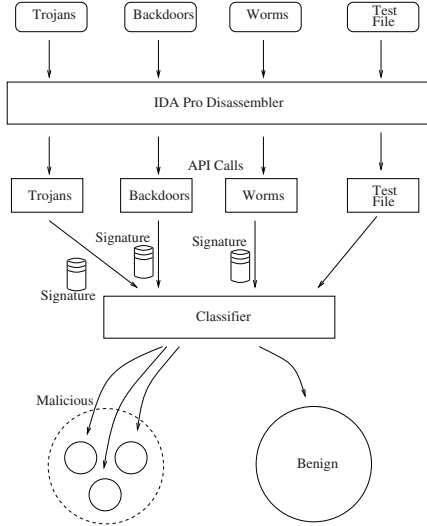 Trojans
Backdoors
Worms
Test
File
IDA Pro Disassembler
API Calls
Trojans
Backdoors
Worms
Test
File
Signature
Signature
Signature
Classifier
Malicious
Benign